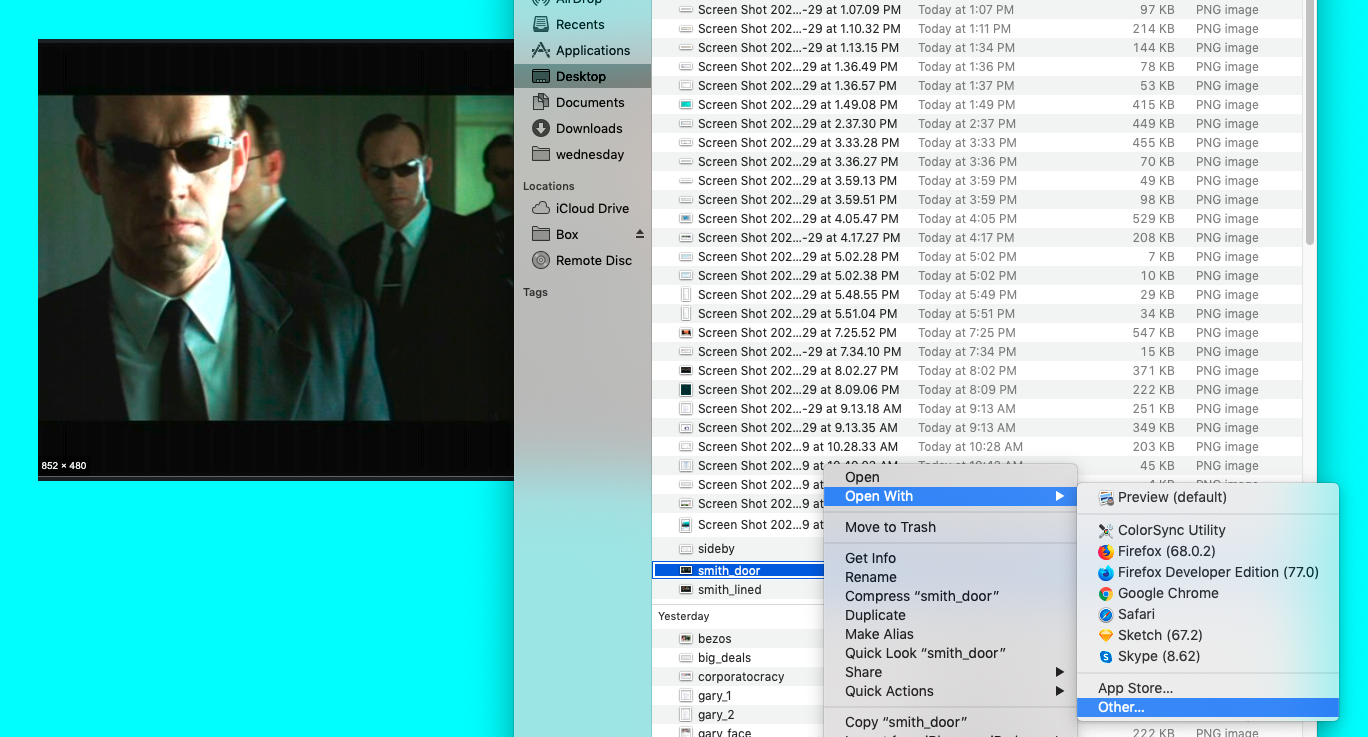 AirDrop
Recents
Applications
Desktop
Documents
Downloads
wednesday
Locations
iCloud Drive
Box
Remote Disc
Tags
852 × 480
Screen Shot 202...-29 at 1.07.09 PM Today at 1:07 PM 97 KB PNG image
Screen Shot 202...-29 at 1.10.32 PM Today at 1:11 PM 214 KB PNG image
Screen Shot 202...-29 at 1.13.15 PM Today at 1:34 PM 144 KB PNG image
Screen Shot 202...29 at 1.36.49 PM Today at 1:36 PM 78 KB PNG image
Screen Shot 202...29 at 1.36.57 PM Today at 1:37 PM 53 KB PNG image
Screen Shot 202...29 at 1.49.08 PM Today at 1:49 PM 415 KB PNG image
Screen Shot 202...29 at 2.37.30 PM Today at 2:37 PM 449 KB PNG image
Screen Shot 202...29 at 3.33.28 PM Today at 3:33 PM 455 KB PNG image
Screen Shot 202...29 at 3.36.27 PM Today at 3:36 PM 70 KB PNG image
Screen Shot 202...29 at 3.59.13 PM Today at 3:59 PM 49 KB PNG image
Screen Shot 202...29 at 3.59.51 PM Today at 3:59 PM 98 KB PNG image
Screen Shot 202...29 at 4.05.47 PM Today at 4:05 PM 529 KB PNG image
Screen Shot 202...-29 at 4.17.27 PM Today at 4:17 PM 208 KB PNG image
Screen Shot 202...29 at 5.02.28 PM Today at 5:02 PM 7 KB PNG image
Screen Shot 202...29 at 5.02.38 PM Today at 5:02 PM 10 KB PNG image
Screen Shot 202...29 at 5.48.55 PM Today at 5:49 PM 29 KB PNG image
Screen Shot 202...29 at 5.51.04 PM Today at 5:51 PM 34 KB PNG image
Screen Shot 202...29 at 7.25.52 PM Today at 7:25 PM 547 KB PNG image
Screen Shot 202...-29 at 7.34.10 PM Today at 7:34 PM 15 KB PNG image
Screen Shot 202...29 at 8.02.27 PM Today at 8:02 PM 371 KB PNG image
Screen Shot 202...29 at 8.09.06 PM Today at 8:09 PM 222 KB PNG image
Screen Shot 202...-29 at 9.13.18 AM Today at 9:13 AM 251 KB PNG image
Screen Shot 202...29 at 9.13.35 AM Today at 9:13 AM 349 KB PNG image
Screen Shot 202...9 at 10.28.33 AM Today at 10:28 AM 203 KB PNG image
Screen Shot 202...9 at 10.40.03 AM Today at 10:42 AM 45 KB PNG image
Screen Shot 202...9 at KB PNG image
Screen Shot 202...9 at
Screen Shot 202...9 at
sideby
smith_door
smith_lined
Yesterday
bezos
big_deals
corporatocracy
gary_1
gary_2
gary_face 222 KB PNG image
Open
Open With
Move to Trash
Get Info
Rename
Compress “smith_door”
Duplicate
Make Alias
Quick Look “smith_door”
Share
Quick Actions
Copy “smith_door”
Preview (default)
ColorSync Utility
Firefox (68.0.2)
Firefox Developer Edition (77.0)
Google Chrome
Safari
Sketch (67.2)
Skype (8.62)
App Store...
Other...